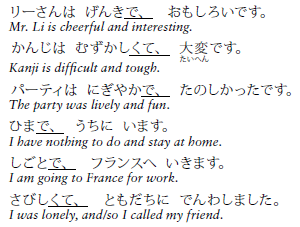 リーさんは げんきで、 おもしろいです。
Mr. Li is cheerful and interesting.
かんじは むずかしくて、 大変です。
たいへん
Kanji is difficult and tough.
パーティは にぎやかで、 たのしかったです。
The party was lively and fun.
ひまで、 うちに います。
I have nothing to do and stay at home.
しごとで、 フランスへ いきます。
I am going to France for work.
さびしくて、 ともだちに でんわしました。
I was lonely, and/so I called my friend.